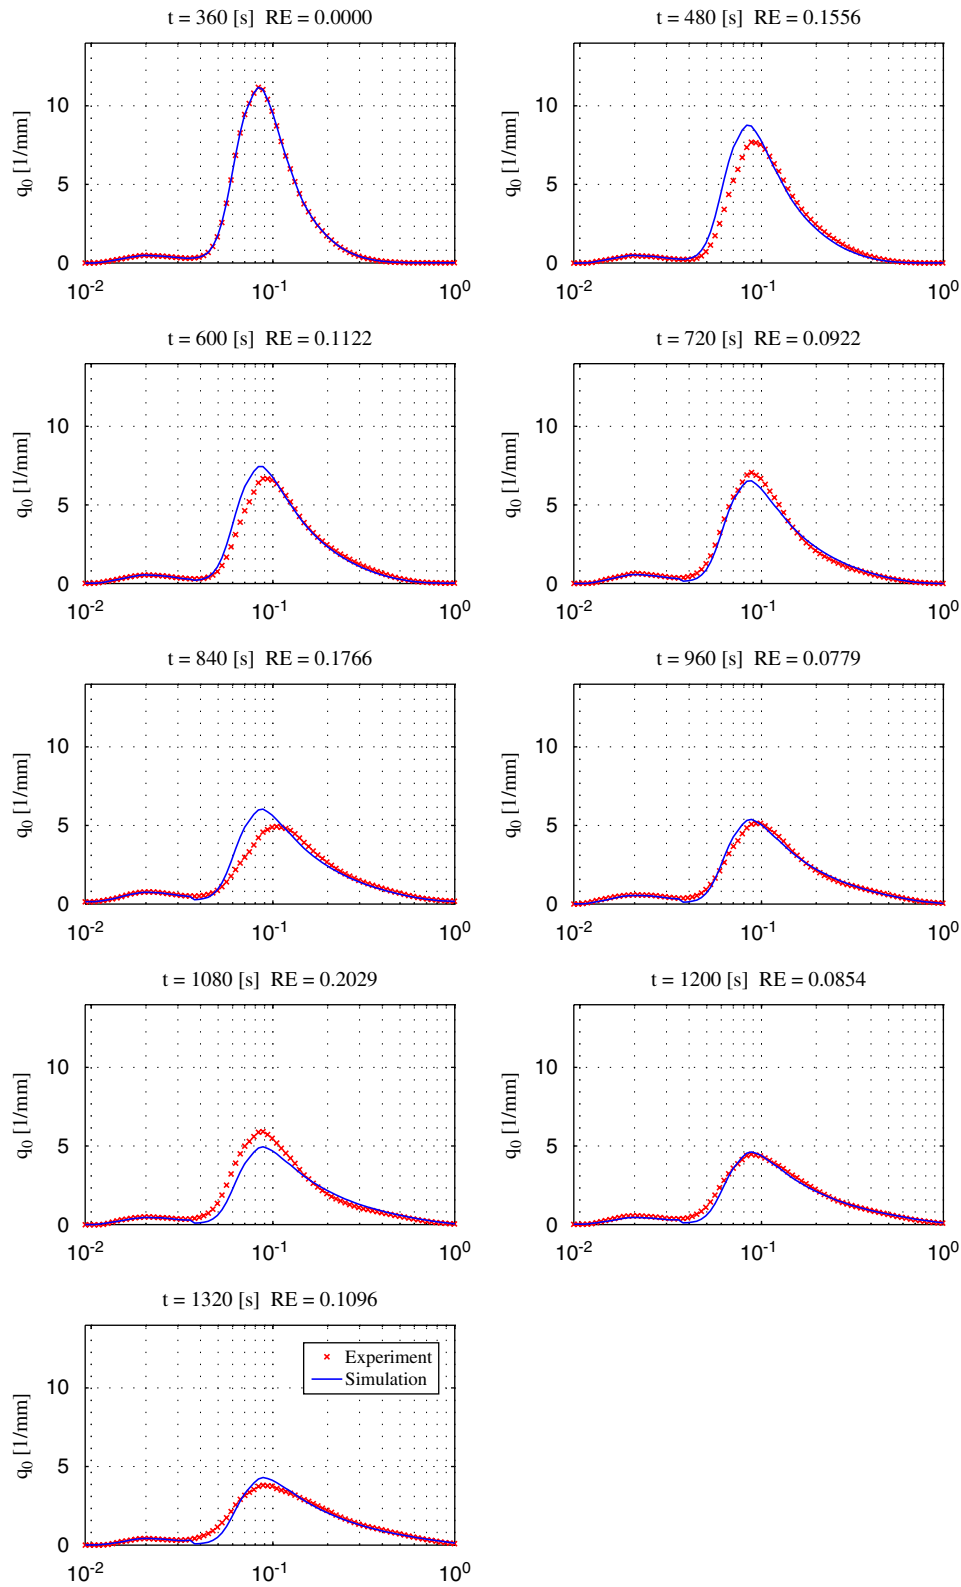 t = 360 [s]  RE = 0.0000
q0 [1/mm]
10
5
0
10-2
10-1
100
t = 480 [s]  RE = 0.1556
q0 [1/mm]
10
5
0
10-2
10-1
100
t = 600 [s]  RE = 0.1122
q0 [1/mm]
10
5
0
10-2
10-1
100
t = 720 [s]  RE = 0.0922
q0 [1/mm]
10
5
0
10-2
10-1
100
t = 840 [s]  RE = 0.1766
q0 [1/mm]
10
5
0
10-2
10-1
100
t = 960 [s]  RE = 0.0779
q0 [1/mm]
10
5
0
10-2
10-1
100
t = 1080 [s]  RE = 0.2029
q0 [1/mm]
10
5
0
10-2
10-1
100
t = 1200 [s]  RE = 0.0854
q0 [1/mm]
10
5
0
10-2
10-1
100
t = 1320 [s]  RE = 0.1096
q0 [1/mm]
10
5
0
10-2
10-1
100
Experiment
Simulation